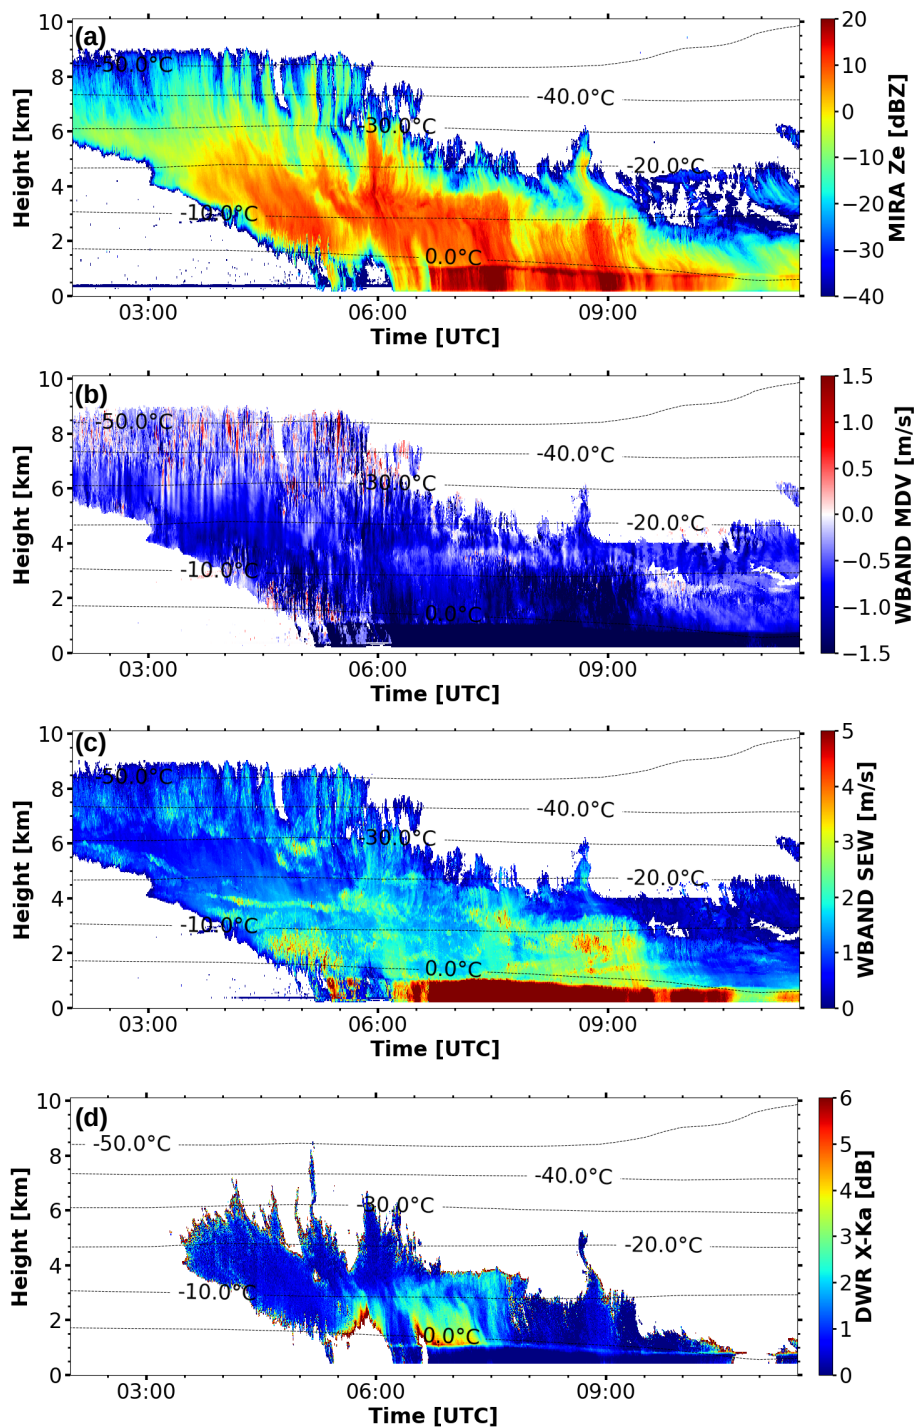 (a)
10
8
6
4
2
0
Height [km]
-50.0°C
-40.0°C
-30.0°C
-20.0°C
-10.0°C
0.0°C
03:00 06:00 09:00
Time [UTC]
20
10
0
−10
−20
−30
−40
MIRA Ze [dBZ]
(b)
10
8
6
4
2
0
Height [km]
-50.0°C
-40.0°C
-30.0°C
-20.0°C
-10.0°C
0.0°C
03:00 06:00 09:00
Time [UTC]
1.5
1.0
0.5
0.0
−0.5
−1.0
−1.5
WBAND MDV [m/s]
(c)
10
8
6
4
2
0
Height [km]
-50.0°C
-40.0°C
-30.0°C
-20.0°C
-10.0°C
0.0°C
03:00 06:00 09:00
Time [UTC]
5
4
3
2
1
0
WBAND SEW [m/s]
(d)
10
8
6
4
2
0
Height [km]
-50.0°C
-40.0°C
-30.0°C
-20.0°C
-10.0°C
0.0°C
03:00 06:00 09:00
Time [UTC]
6
5
4
3
2
1
0
DWR X-Ka [dB]